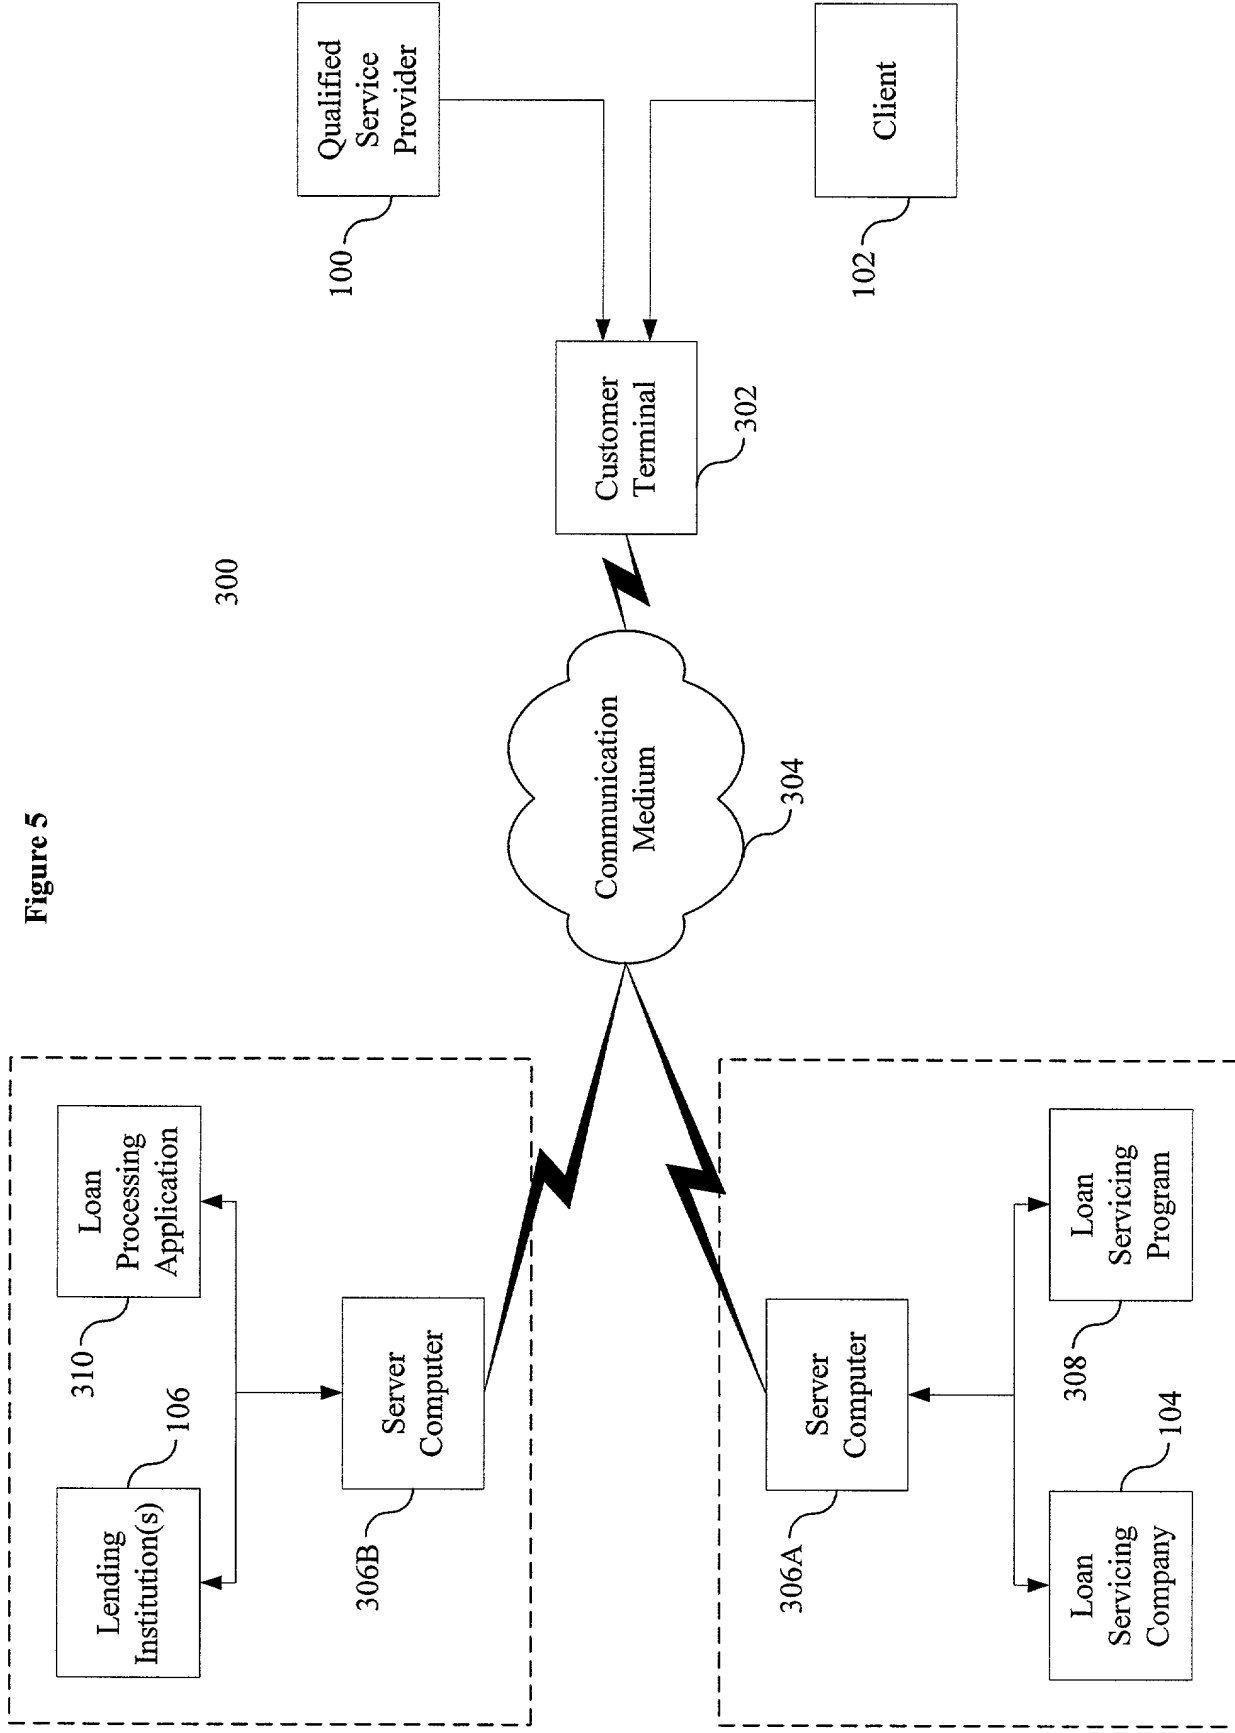 Figure 5
300
Lending
Institution(s)
106
310
Loan
Processing
Application
306B
Server
Computer
Communication
Medium
304
Customer
Terminal
302
100
Qualified
Service
Provider
102
Client
306A
Server
Computer
Loan
Servicing
Company
104
308
Loan
Servicing
Program